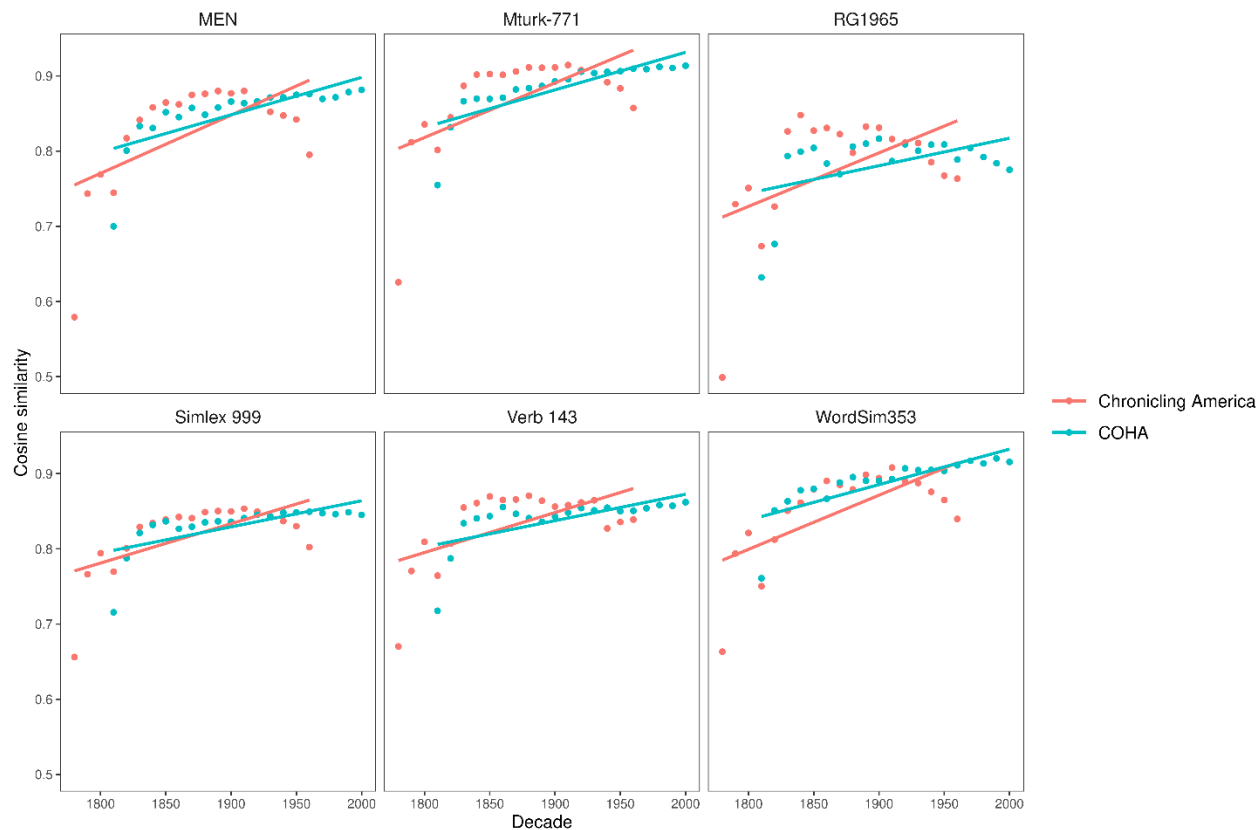 MEN
Mturk-771
RG1965
0.9
0.8
0.7
0.6
0.5
Simlex 999
Verb 143
WordSim353
0.9
0.8
0.7
0.6
0.5
1800 1850 1900 1950 2000
1800 1850 1900 1950 2000
1800 1850 1900 1950 2000
Decade
Cosine similarity
Chronicling America
COHA